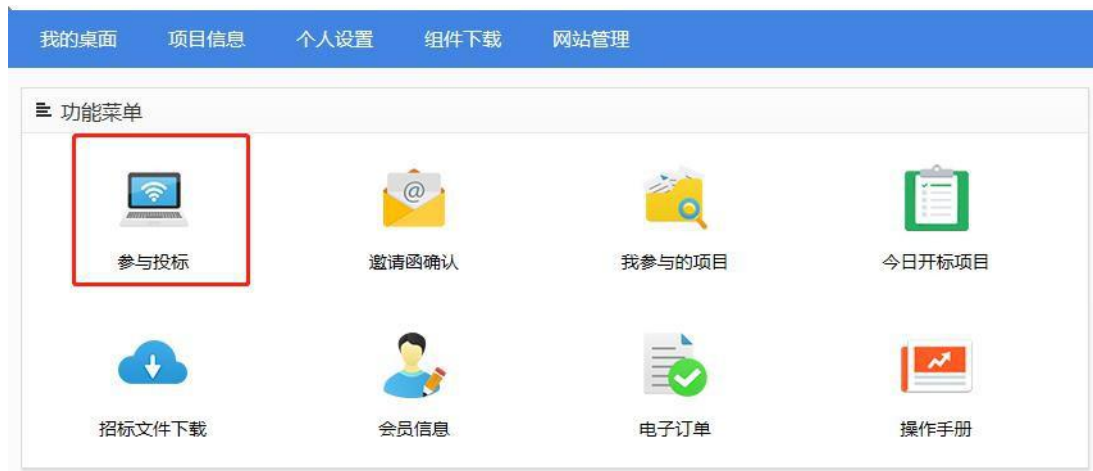 我的桌面 项目信息 个人设置 组件下载 网站管理
功能菜单
@
参与投标 邀请函确认 我参与的项目 今日开标项目
招标文件下载 会员信息 电子订单 操作手册